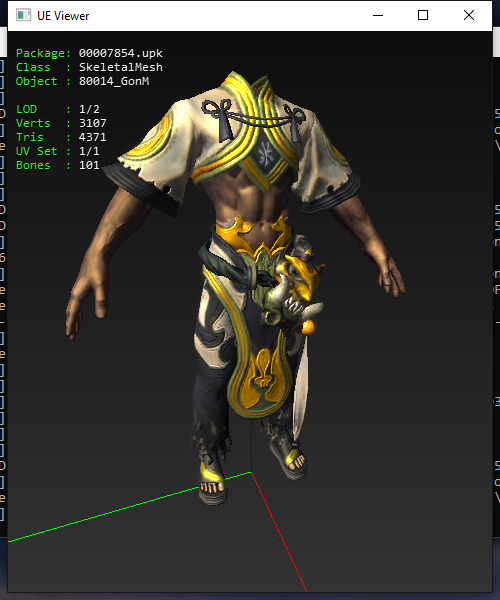 UE Viewer
Package: 00007854.upk
Class  : SkeletalMesh
Object : 80014_GonM
LOD    : 1/2
Verts  : 3107
Tris   : 4371
UV Set : 1/1
Bones  : 101